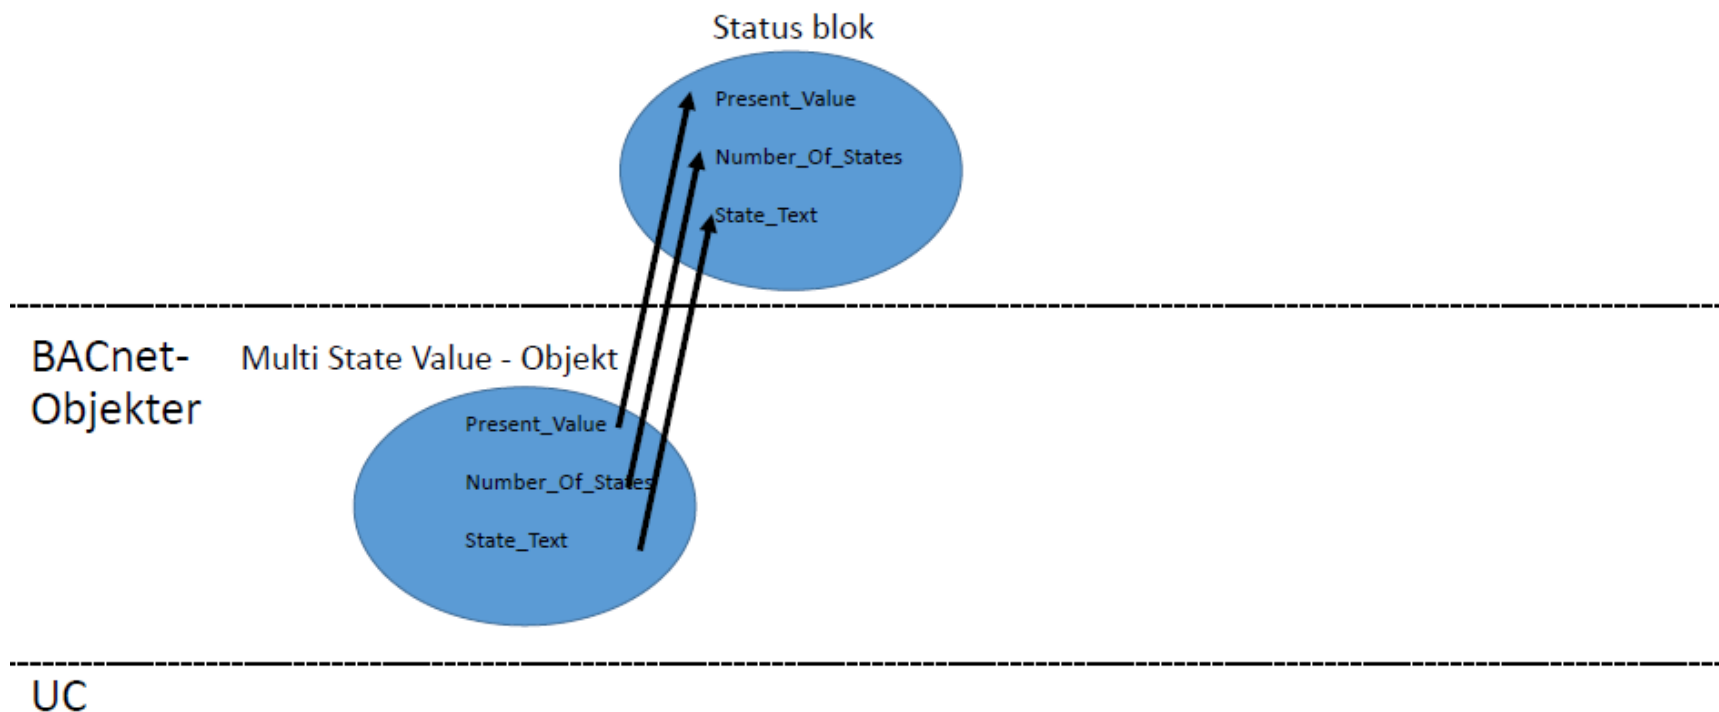 Status blok
Present_Value
Number_Of_States
State_Text
BACnet-
Objekter
Multi State Value - Objekt
Present_Value
Number_Of_States
State_Text
UC